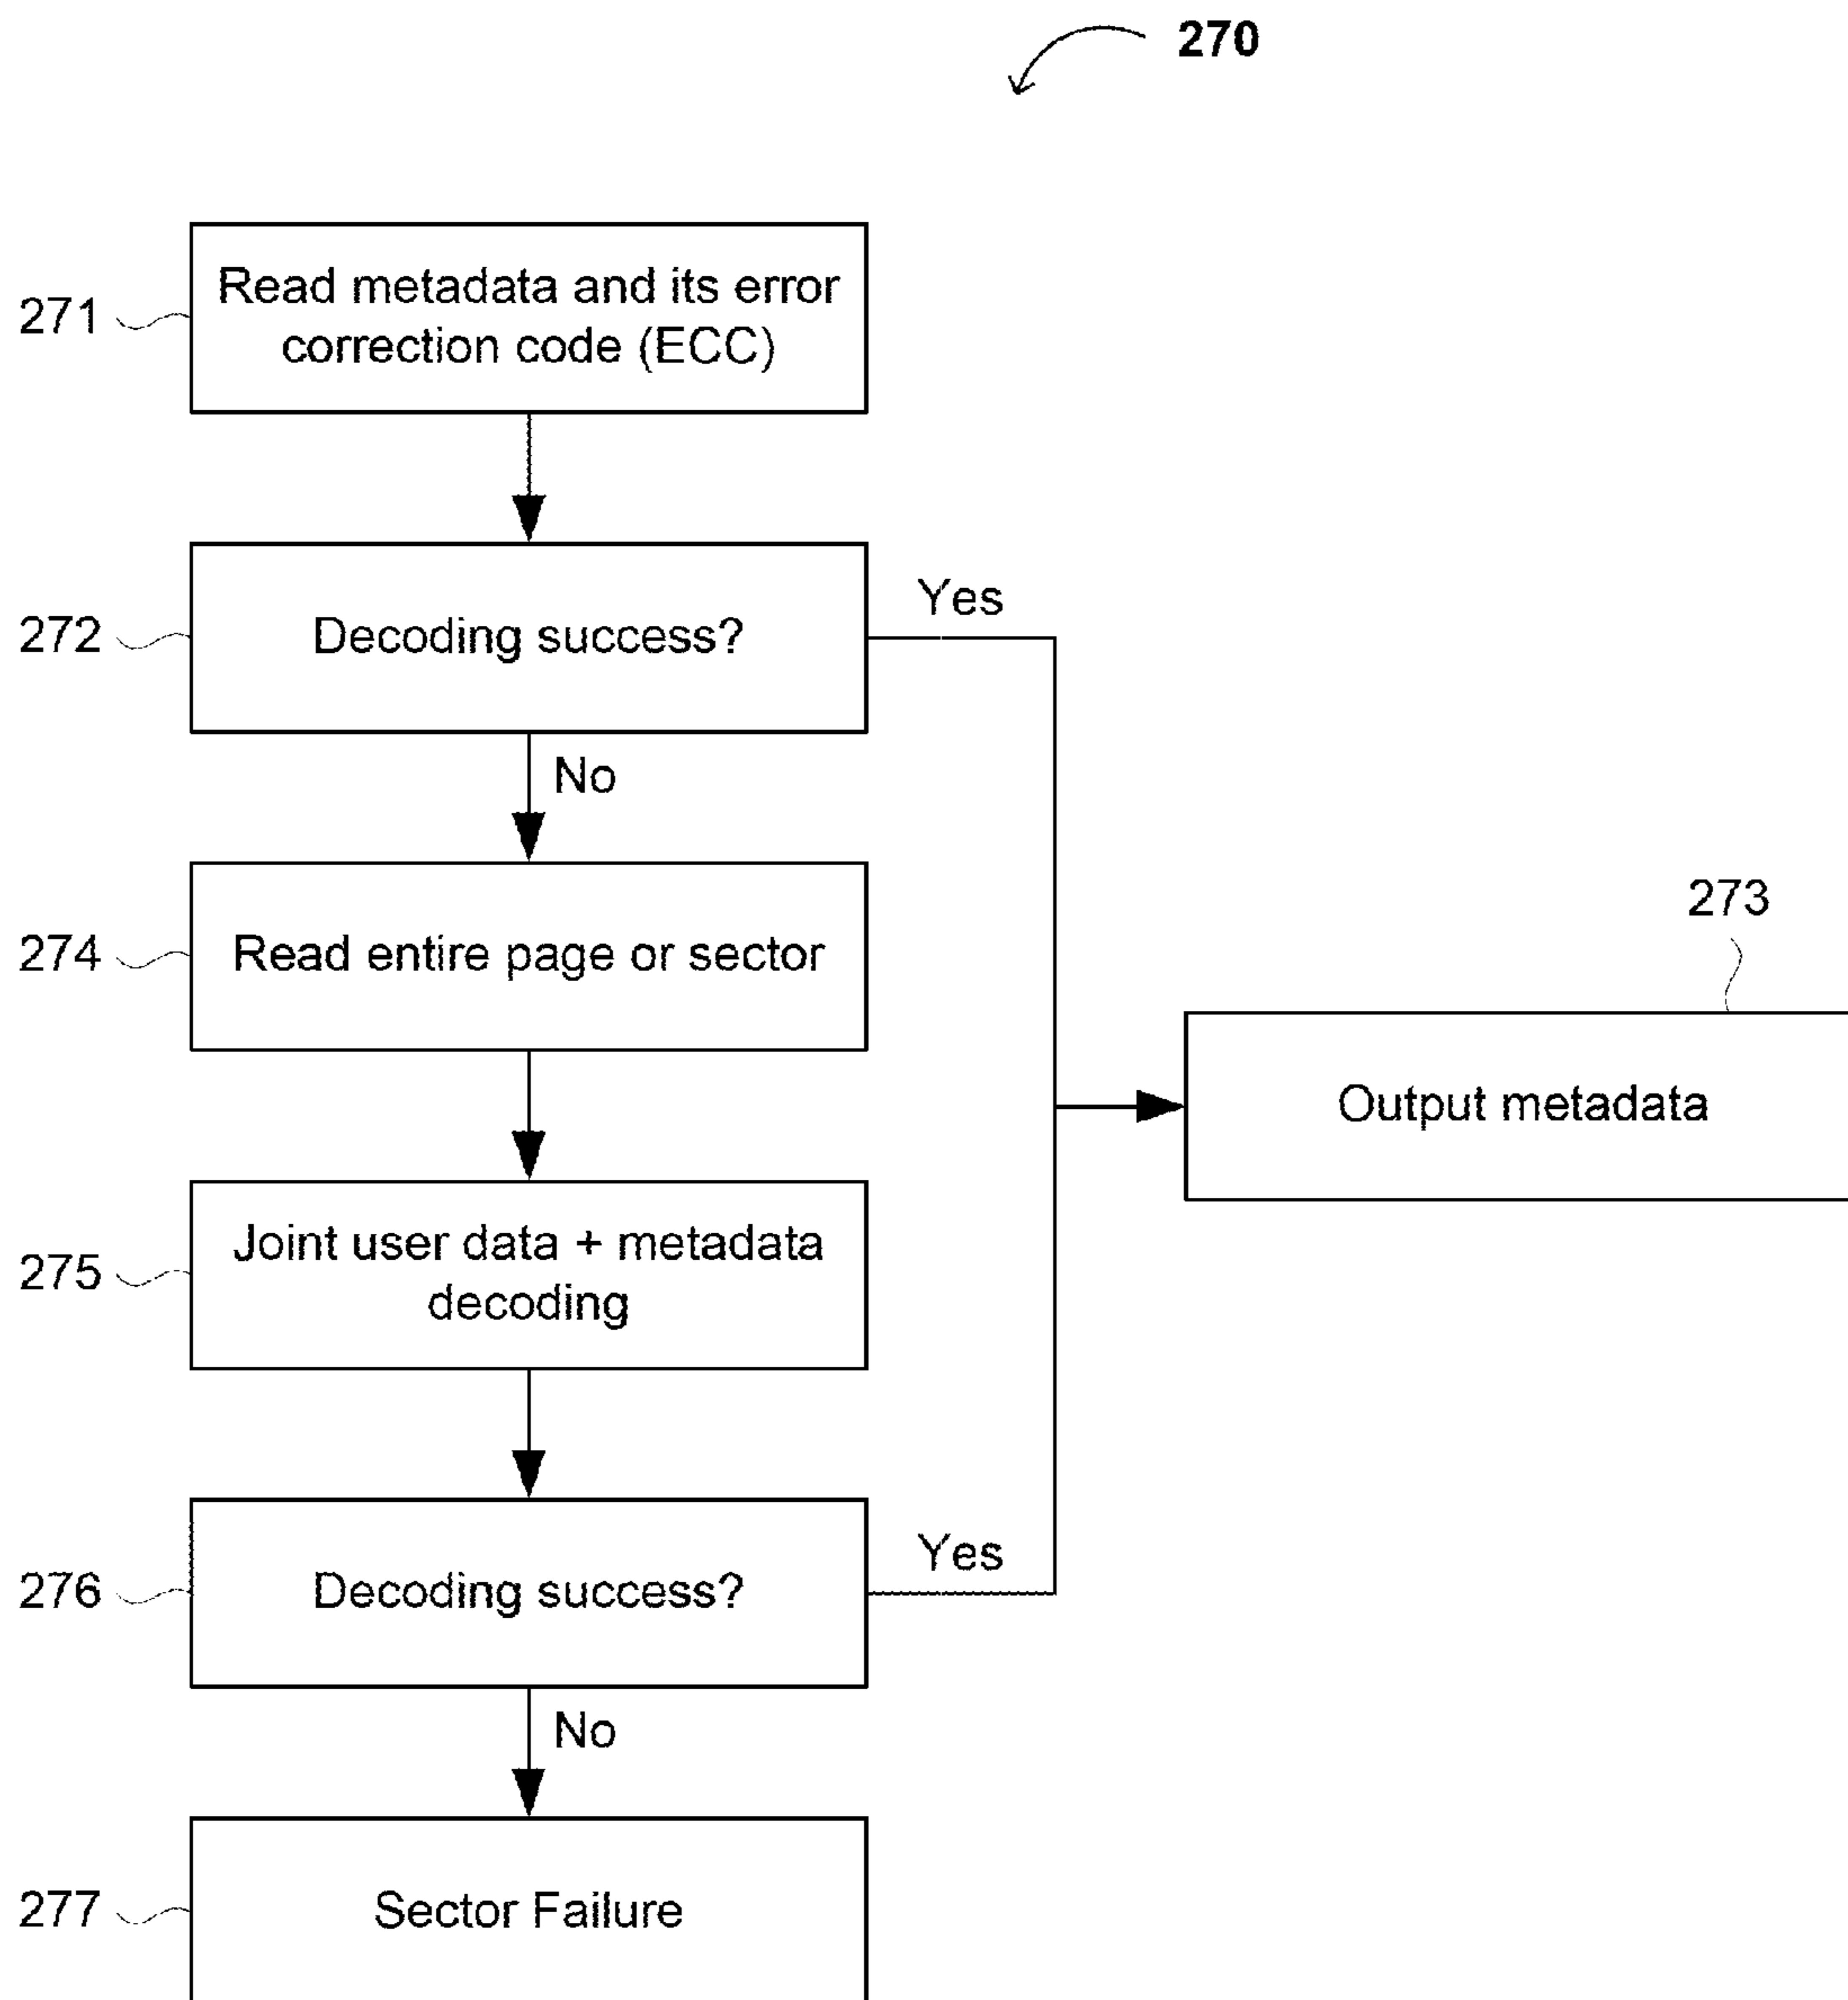 270
271
Read metadata and its error
correction code (ECC)
272
Decoding success?
Yes
No
274
Read entire page or sector
273
Output metadata
275
Joint user data + metadata
decoding
276
Decoding success?
Yes
No
277
Sector Failure